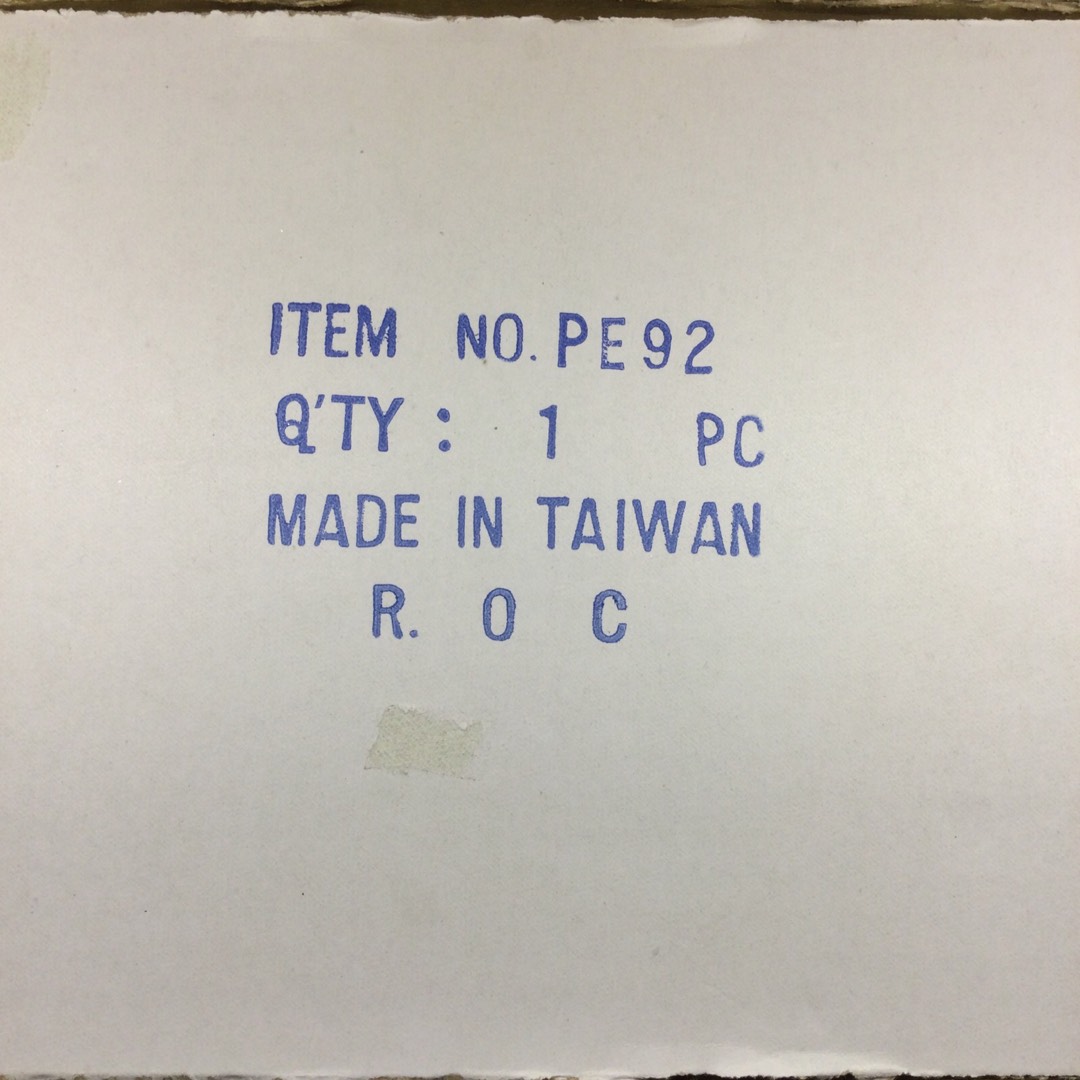 ITEM NO. PE92
Q'TY : 1 PC
MADE IN TAIWAN
R. O C